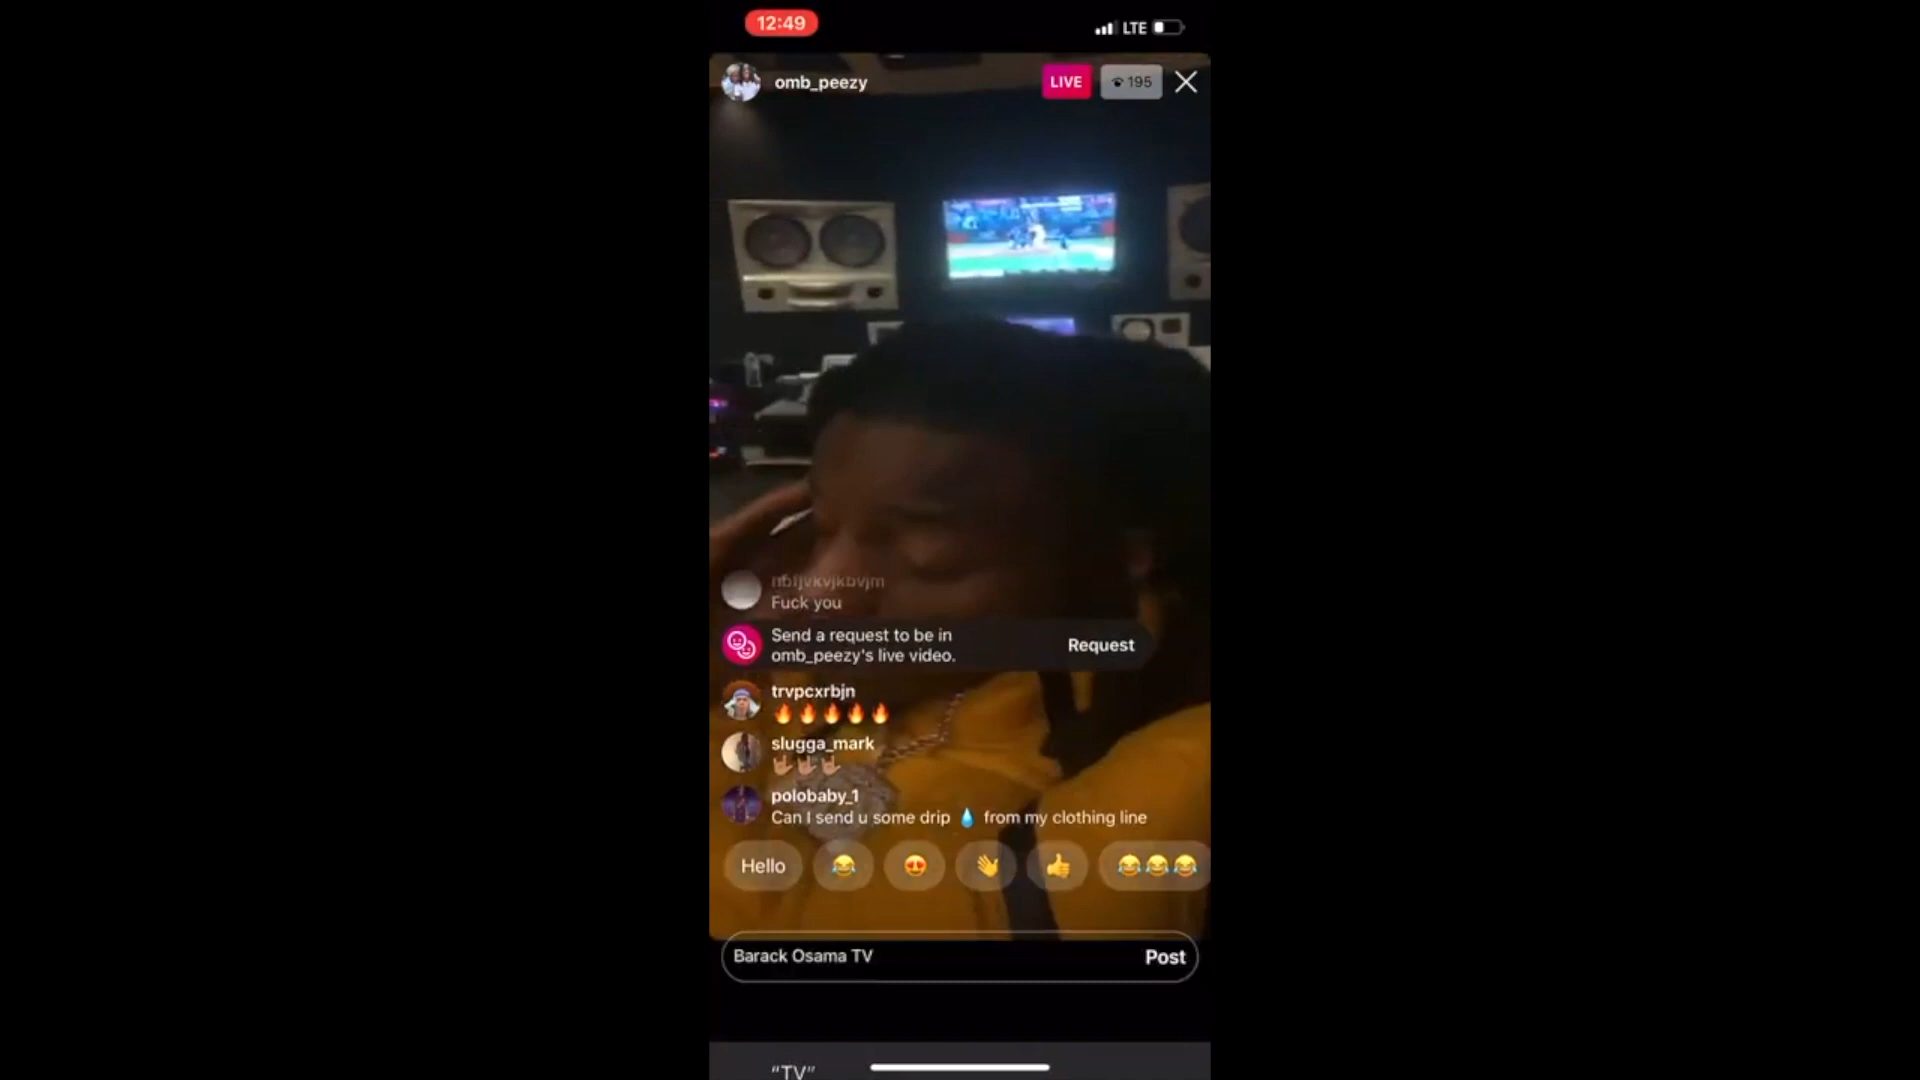 12:49
LTE
omb_peezy
LIVE
195
nbfjvkvjkbvjm
Fuck you
Send a request to be in
omb_peezy's live video.
Request
trvpcxrbjn
🔥🔥🔥🔥🔥
slugga_mark
🤟🏽🤟🏽🤟🏽
polobaby_1
Can I send u some drip 💧 from my clothing line
Hello 😂 😍 👋 👍 😂😂😂
Barack Osama TV
Post
“TV”